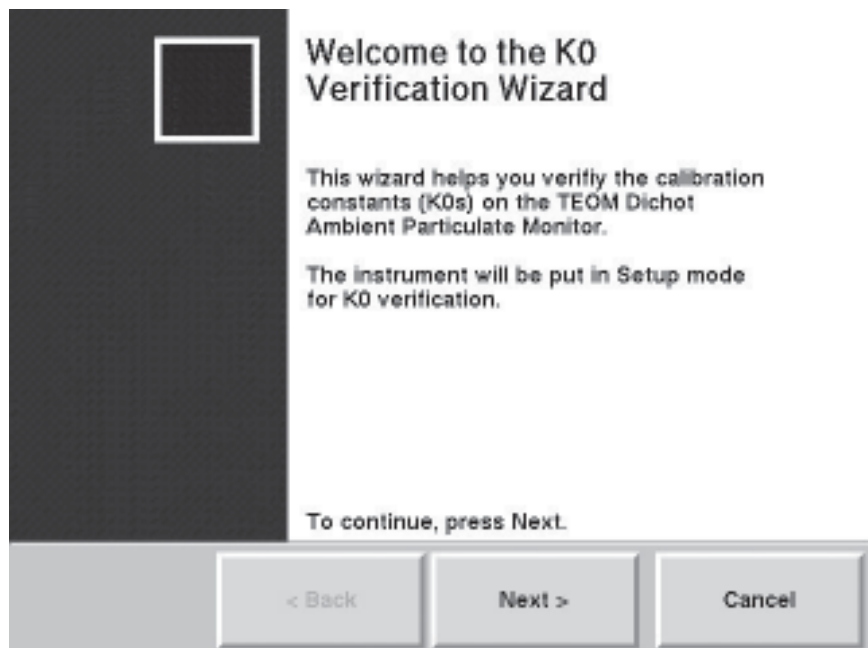 Welcome to the K0
Verification Wizard
This wizard helps you verifiy the calibration
constants (K0s) on the TEOM Dichot
Ambient Particulate Monitor.
The instrument will be put in Setup mode
for K0 verification.
To continue, press Next.
< Back
Next >
Cancel